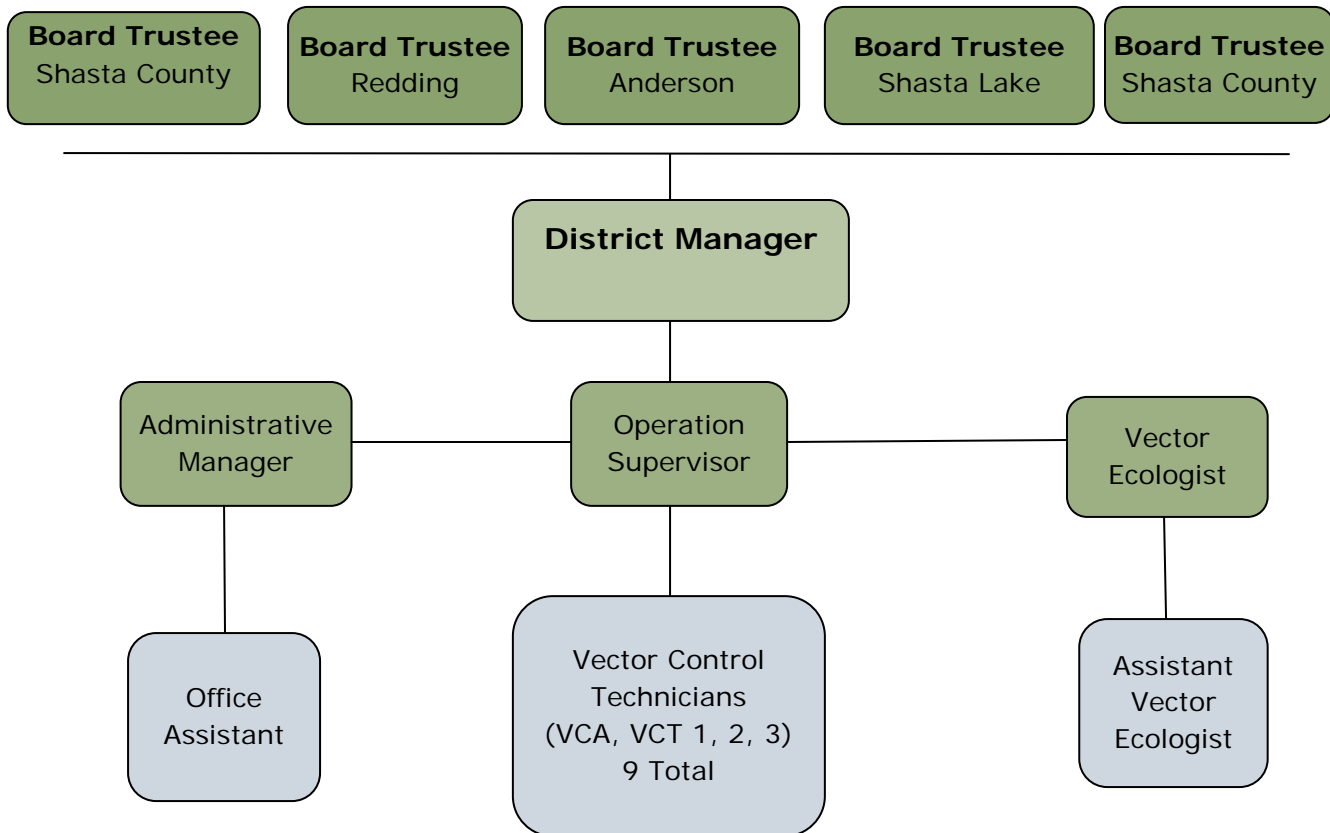 Board Trustee
Shasta County
Board Trustee
Redding
Board Trustee
Anderson
Board Trustee
Shasta Lake
Board Trustee
Shasta County
District Manager
Administrative
Manager
Operation
Supervisor
Vector
Ecologist
Office
Assistant
Vector Control
Technicians
(VCA, VCT 1, 2, 3)
9 Total
Assistant
Vector
Ecologist